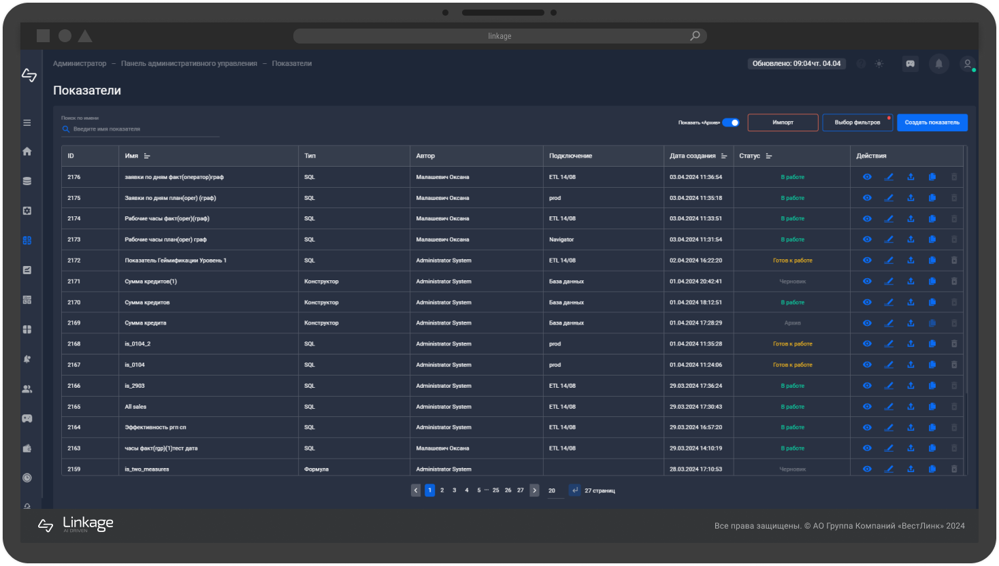 linkage
Администратор – Панель административного управления – Показатели
Обновлено: 09:04чт. 04.04
Показатели
Поиск по имени
Введите имя показателя
Показать «Архив»
Импорт
Выбор фильтров
Создать показатель
ID Имя Тип Автор Подключение Дата создания Статус Действия
2176 заявки по дням факт(оператор)граф SQL Малашевич Оксана ETL 14/08 03.04.2024 11:36:54 В работе
2175 Заявки по дням план(oper) (граф) SQL Малашевич Оксана prod 03.04.2024 11:35:18 В работе
2174 Рабочие часы факт(oper)(граф) SQL Малашевич Оксана ETL 14/08 03.04.2024 11:33:51 В работе
2173 Рабочие часы план(oper) граф SQL Малашевич Оксана Navigator 03.04.2024 11:31:54 В работе
2172 Показатель Геймификации Уровень 1 SQL Administrator System ETL 14/08 02.04.2024 16:22:20 Готов к работе
2171 Сумма кредитов(1) Конструктор Administrator System База данных 01.04.2024 20:42:41 Черновик
2170 Сумма кредитов Конструктор Administrator System База данных 01.04.2024 18:12:51 В работе
2169 Сумма кредита Конструктор Administrator System База данных 01.04.2024 17:28:29 Архив
2168 is_0104_2 SQL Administrator System prod 01.04.2024 11:35:28 Готов к работе
2167 is_0104 SQL Administrator System prod 01.04.2024 11:24:06 Готов к работе
2166 is_2903 SQL Administrator System ETL 14/08 29.03.2024 17:36:24 В работе
2165 All sales SQL Administrator System ETL 14/08 29.03.2024 17:30:43 В работе
2164 Эффективность ргп сп SQL Administrator System ETL 14/08 29.03.2024 16:57:20 В работе
2163 часы факт(rgp)(1)тест дата SQL Малашевич Оксана ETL 14/08 29.03.2024 14:10:19 В работе
2159 is_two_measures Формула Administrator System 28.03.2024 17:10:53 Черновик
1 2 3 4 5 ··· 25 26 27 20 27 страниц
Linkage
AI DRIVEN
Все права защищены. © АО Группа Компаний «ВестЛинк» 2024